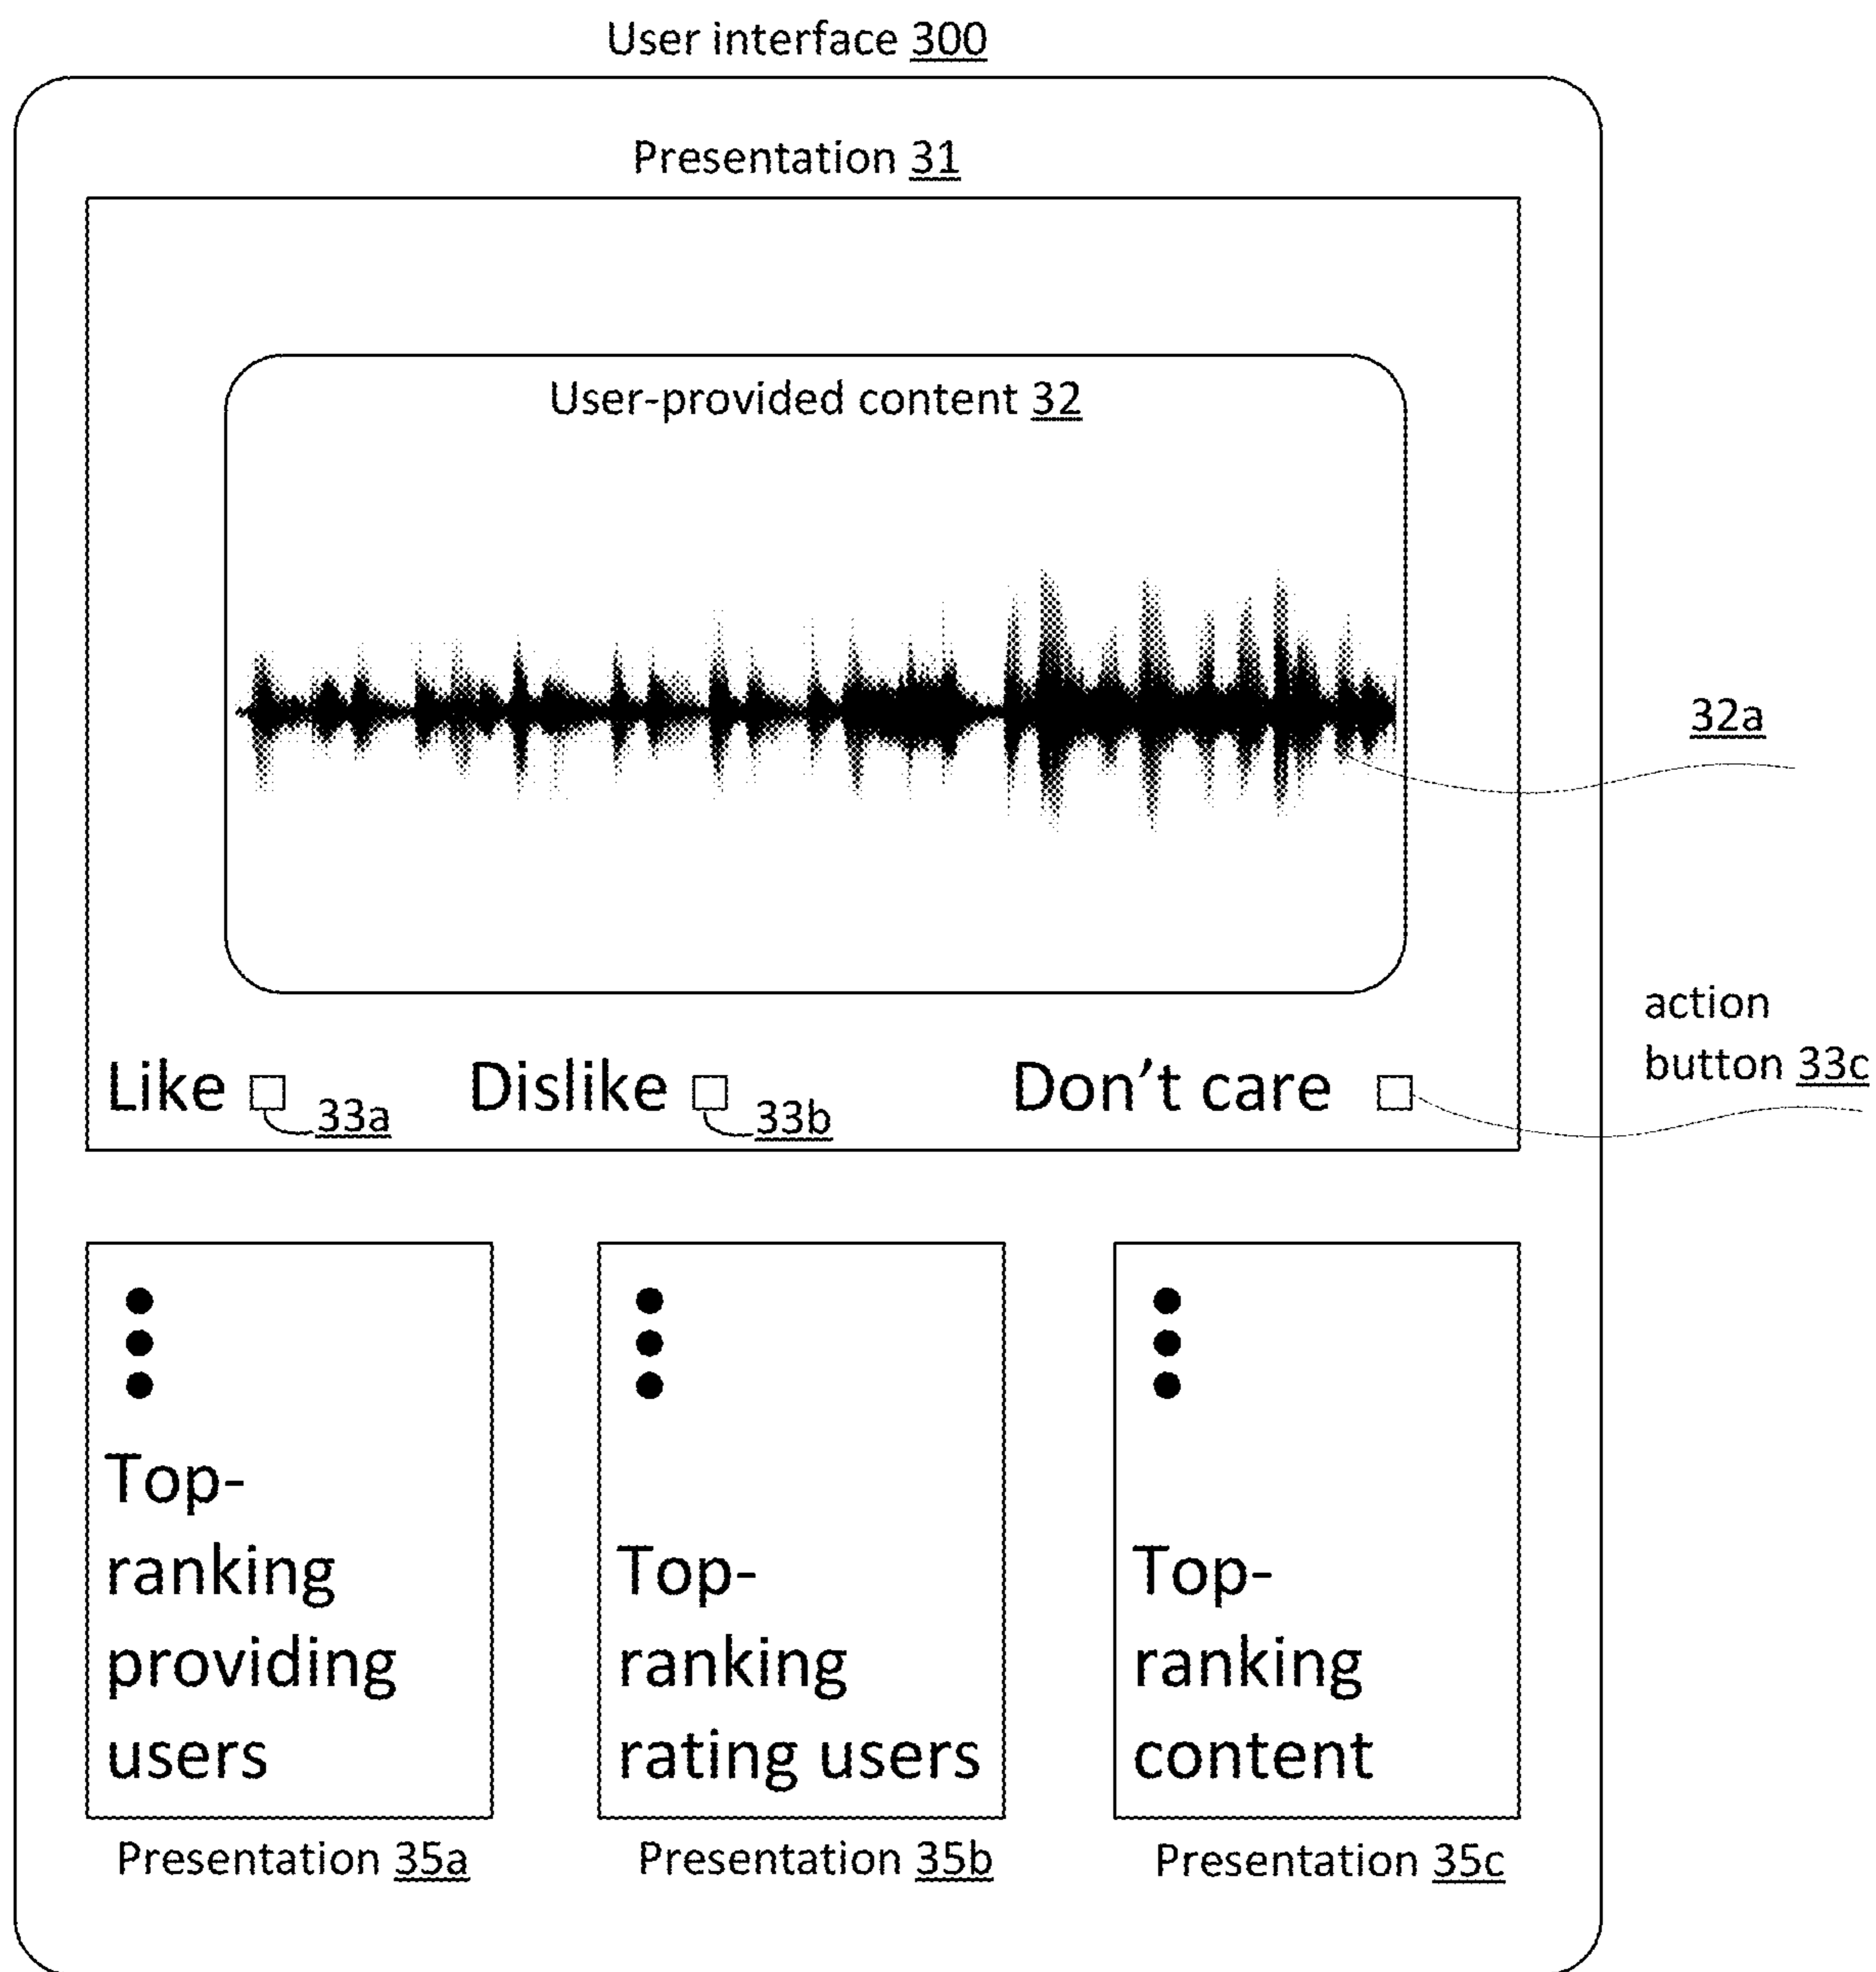 User interface 300
Presentation 31
User-provided content 32
32a
action
button 33c
Like
33a
Dislike
33b
Don't care
Top-
ranking
providing
users
Top-
ranking
rating users
Top-
ranking
content
Presentation 35a
Presentation 35b
Presentation 35c